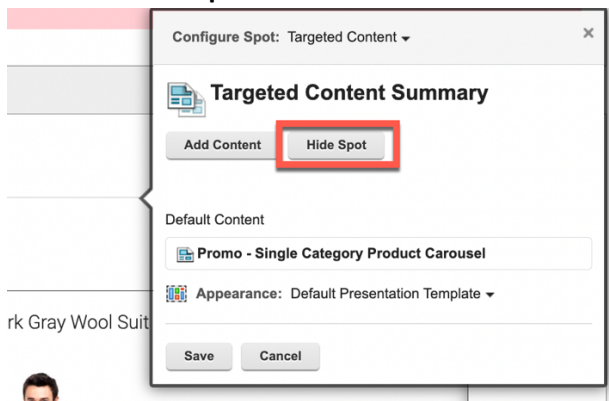 Configure Spot: Targeted Content
×
Targeted Content Summary
Add Content Hide Spot
Default Content
Promo - Single Category Product Carousel
Appearance: Default Presentation Template
rk Gray Wool Suit
Save Cancel